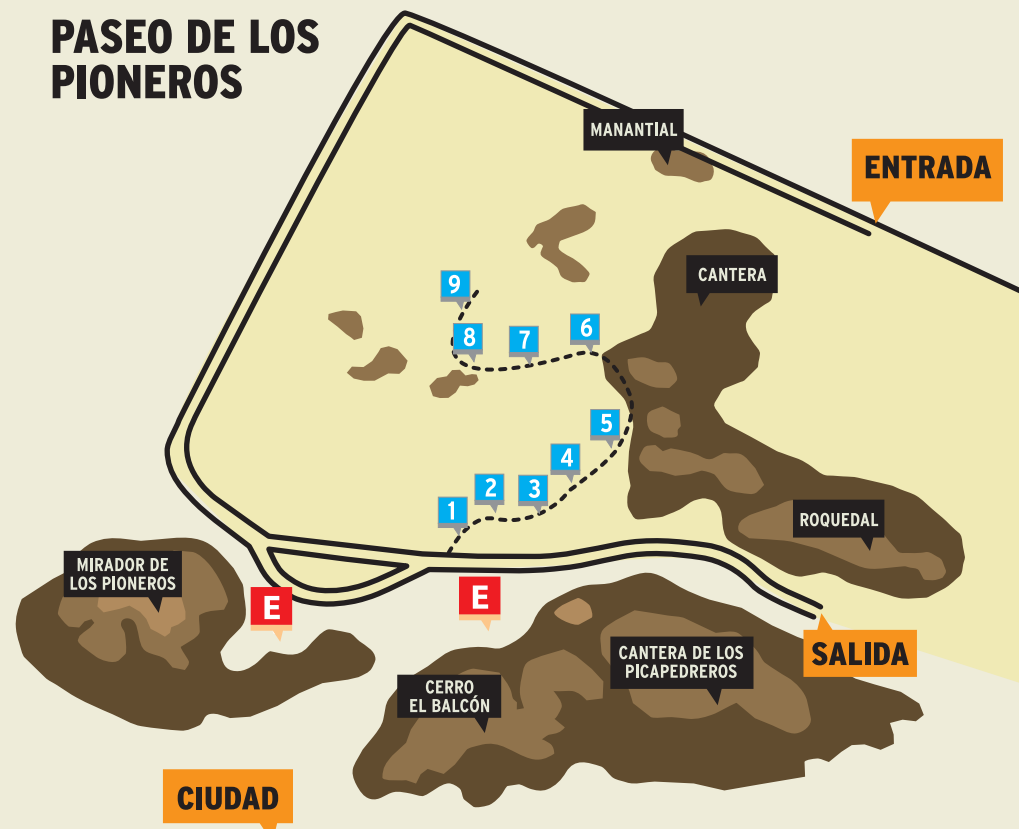 PASEO DE LOS
PIONEROS
MANANTIAL
ENTRADA
CANTERA
9
8
7
6
5
4
3
2
1
ROQUEDAL
MIRADOR DE
LOS PIONEROS
E
E
SALIDA
CANTERA DE LOS
PICAPEDREROS
CERRO
EL BALCÓN
CIUDAD